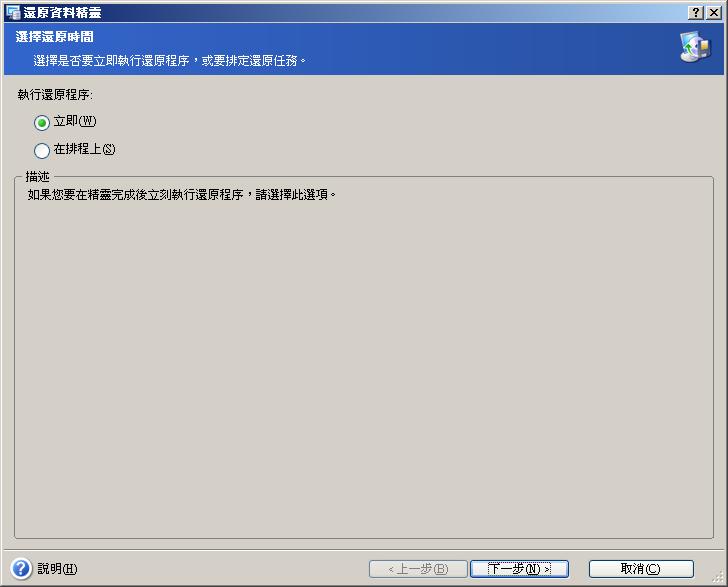 還原資料精靈
選擇還原時間
選擇是否要立即執行還原程序，或要排定還原任務。
執行還原程序:
立即(W)
在排程上(S)
描述
如果您要在精靈完成後立刻執行還原程序，請選擇此選項。
說明(H)
< 上一步(B)
下一步(N) >
取消(C)